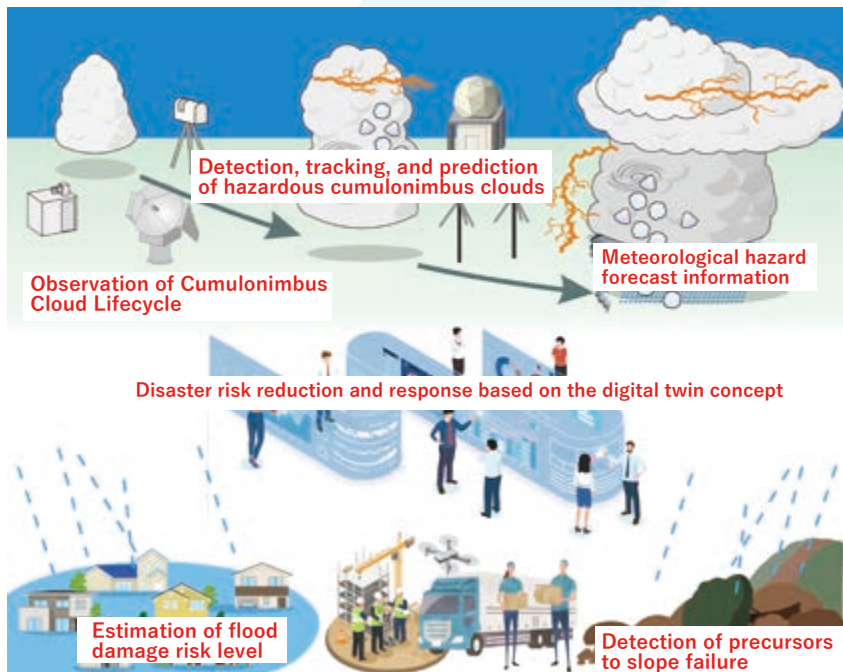 Detection, tracking, and prediction
of hazardous cumulonimbus clouds
Observation of Cumulonimbus
Cloud Lifecycle
Meteorological hazard
forecast information
Disaster risk reduction and response based on the digital twin concept
Estimation of flood
damage risk level
Detection of precursors
to slope failure